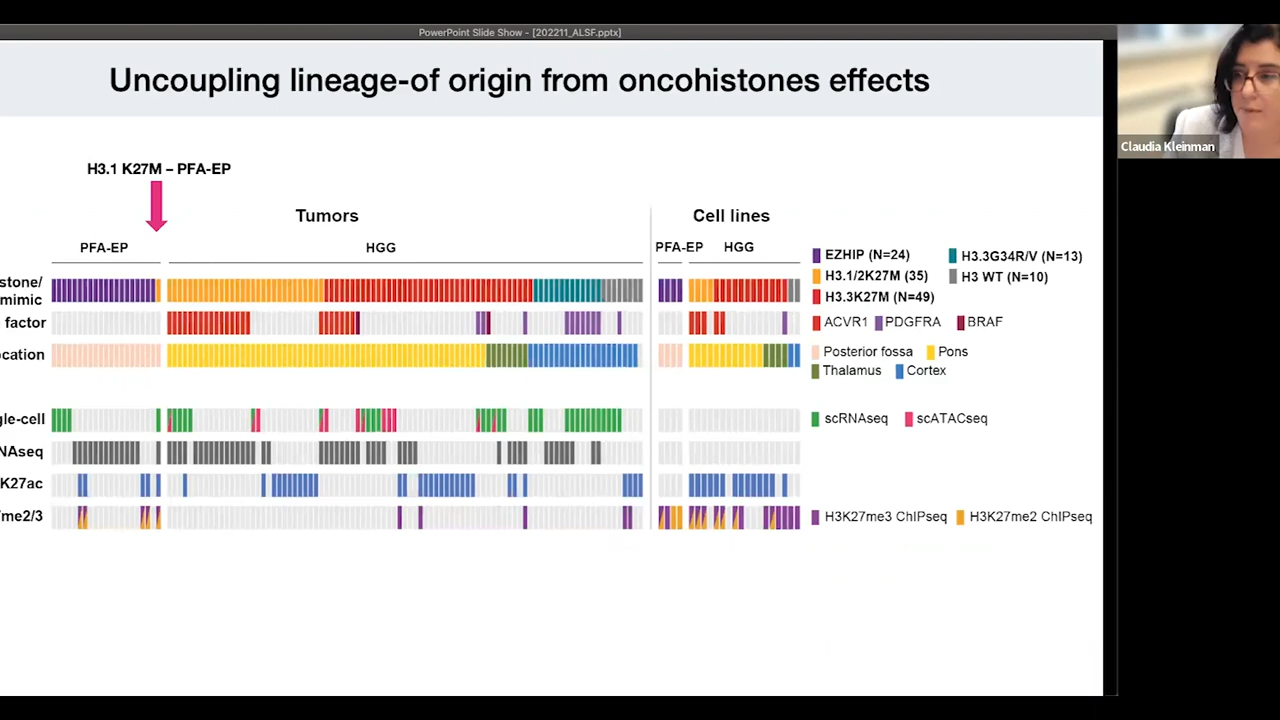 PowerPoint Slide Show - [202211_ALSF.pptx]
Uncoupling lineage-of origin from oncohistones effects
Claudia Kleinman
H3.1 K27M – PFA-EP
Tumors
Cell lines
PFA-EP
HGG
PFA-EP
HGG
stone/
mimic
factor
ocation
gle-cell
NAseq
K27ac
me2/3
EZHIP (N=24)
H3.3G34R/V (N=13)
H3.1/2K27M (35)
H3 WT (N=10)
H3.3K27M (N=49)
ACVR1
PDGFRA
BRAF
Posterior fossa
Pons
Thalamus
Cortex
scRNAseq
scATACseq
H3K27me3 ChIPseq
H3K27me2 ChIPseq